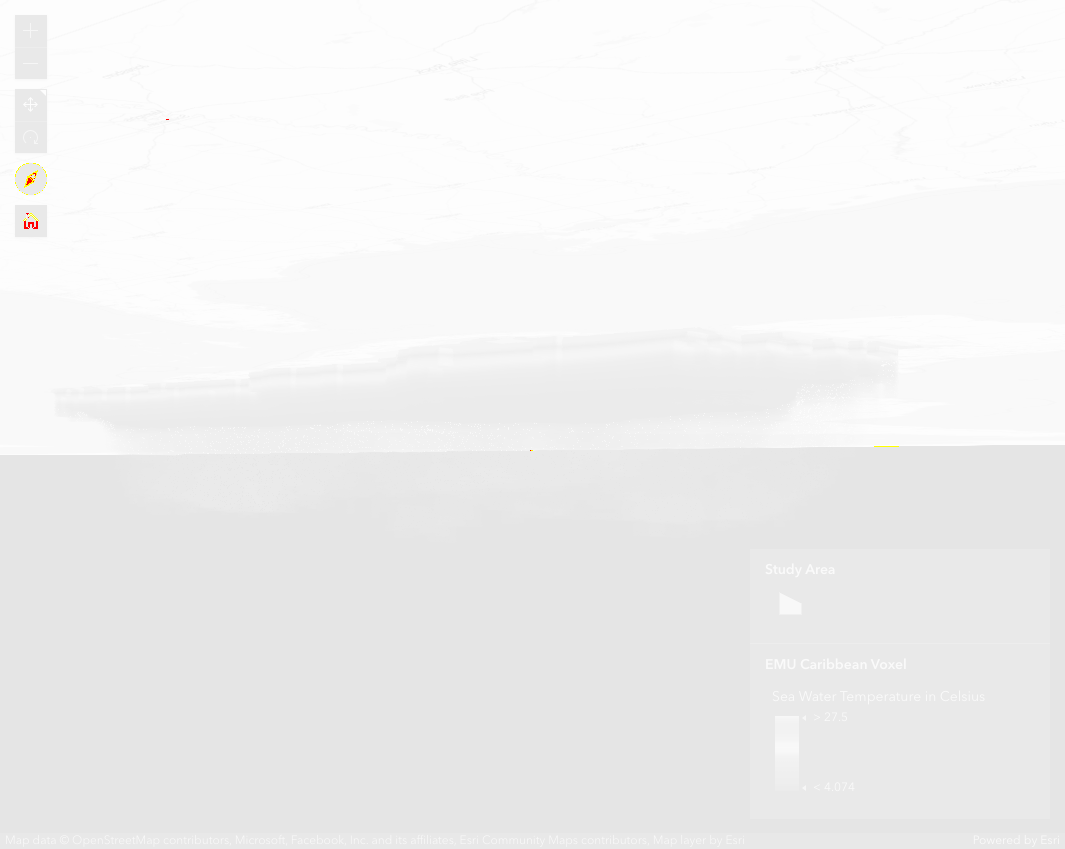 Study Area
EMU Caribbean Voxel
Sea Water Temperature in Celsius
> 27.5
< 4.074
Map data © OpenStreetMap contributors, Microsoft, Facebook, Inc. and its affiliates, Esri Community Maps contributors, Map layer by Esri
Powered by Esri